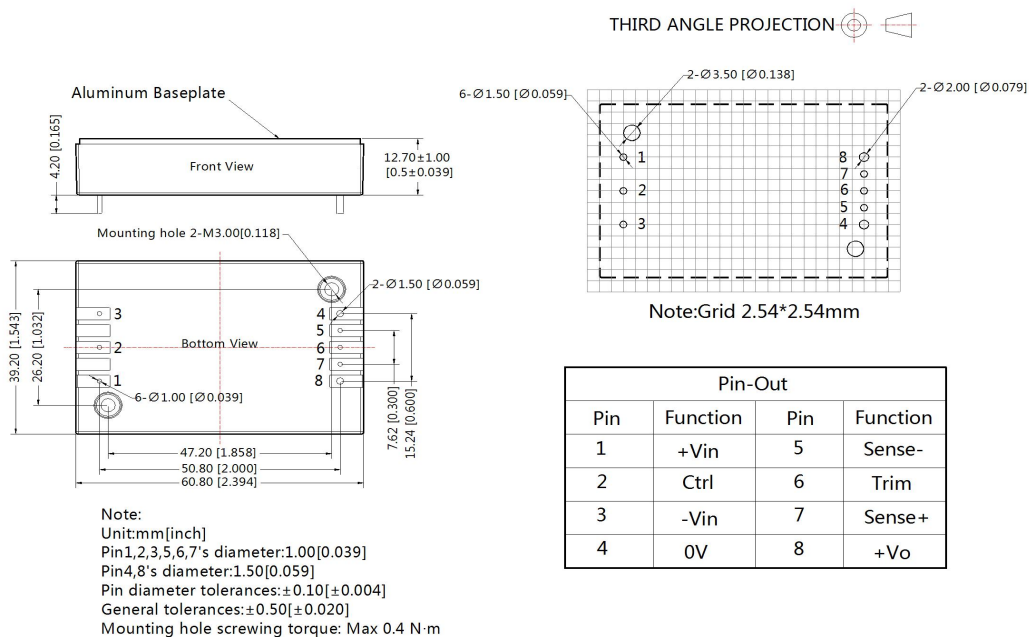 THIRD ANGLE PROJECTION
2-Ø3.50 [Ø0.138]
6-Ø1.50 [Ø0.059]
2-Ø2.00 [Ø0.079]
Aluminum Baseplate
4.20 [0.165]
Front View
12.70±1.00
[0.5±0.039]
1
2
3
8
7
6
5
4
Note:Grid 2.54*2.54mm
Mounting hole 2-M3.00[0.118]
2-Ø1.50 [Ø0.059]
39.20 [1.543]
26.20 [1.032]
3
2
1
Bottom View
4
5
6
7
8
6-Ø1.00 [Ø0.039]
7.62 [0.300]
15.24 [0.600]
47.20 [1.858]
50.80 [2.000]
60.80 [2.394]
Note:
Unit:mm[inch]
Pin1,2,3,5,6,7's diameter:1.00[0.039]
Pin4,8's diameter:1.50[0.059]
Pin diameter tolerances:±0.10[±0.004]
General tolerances:±0.50[±0.020]
Mounting hole screwing torque: Max 0.4 N·m
Pin-Out
Pin Function Pin Function
1 +Vin 5 Sense-
2 Ctrl 6 Trim
3 -Vin 7 Sense+
4 0V 8 +Vo